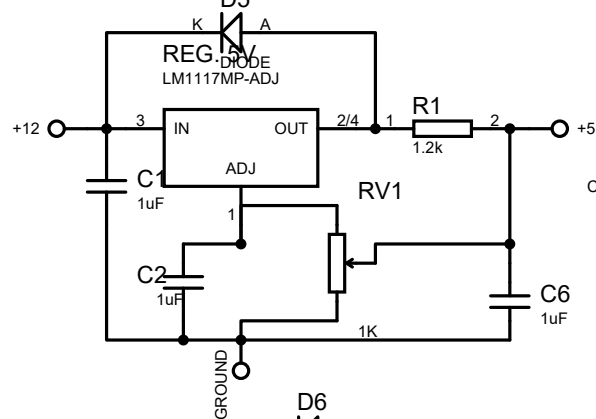 D5
K A
REG. 5V
DIODE
LM1117MP-ADJ
+12
3
IN
OUT
2/4
1
R1
2
+5
1.2k
ADJ
C1
1uF
1
RV1
C2
1uF
C6
1uF
1K
GROUND
D6